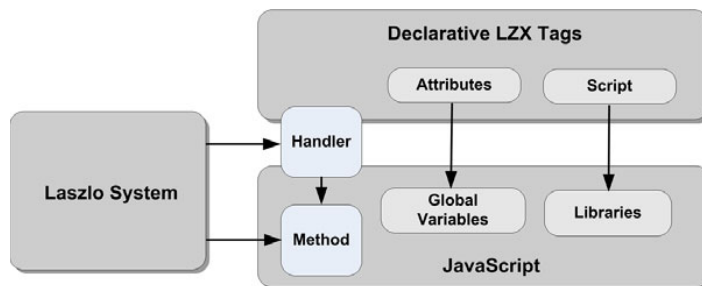 Declarative LZX Tags
Attributes
Script
Handler
Laszlo System
Global
Variables
Libraries
Method
JavaScript